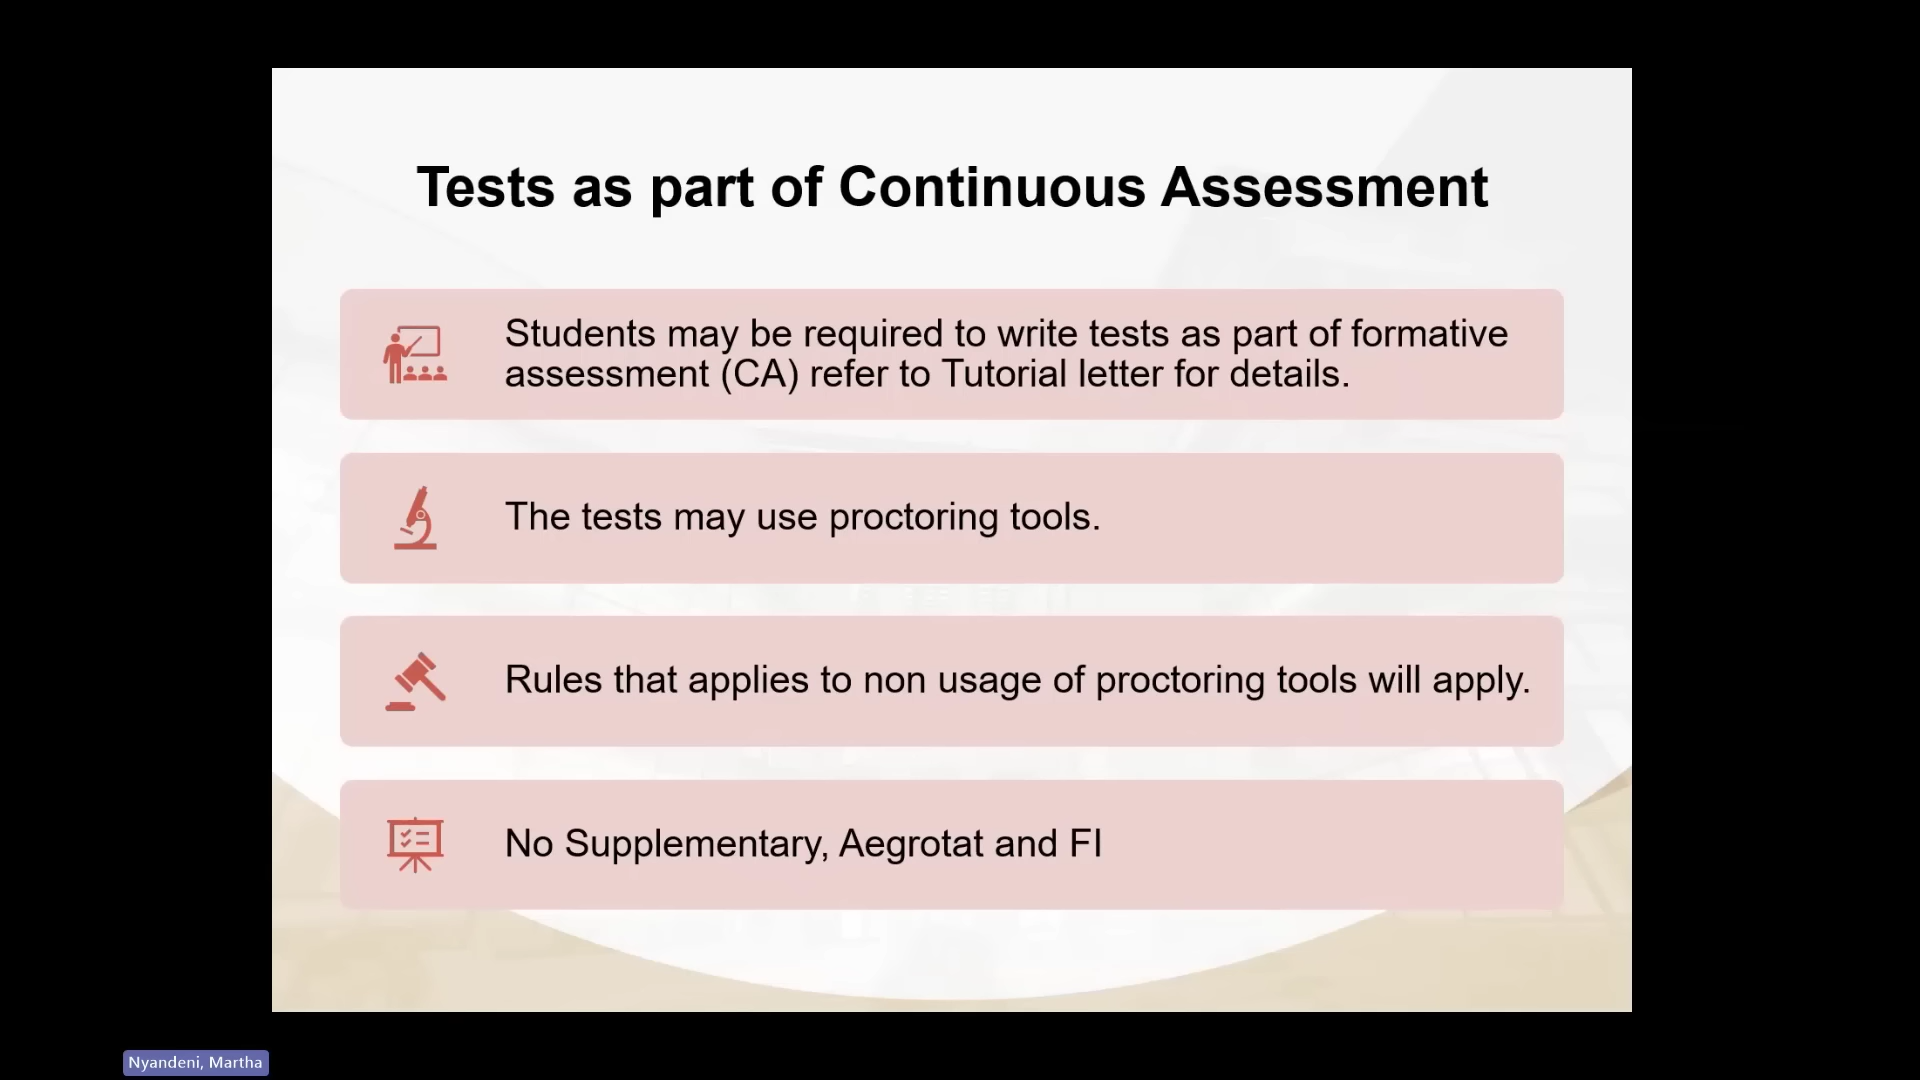 Tests as part of Continuous Assessment
Students may be required to write tests as part of formative
assessment (CA) refer to Tutorial letter for details.
The tests may use proctoring tools.
Rules that applies to non usage of proctoring tools will apply.
No Supplementary, Aegrotat and FI
Nyandeni, Martha